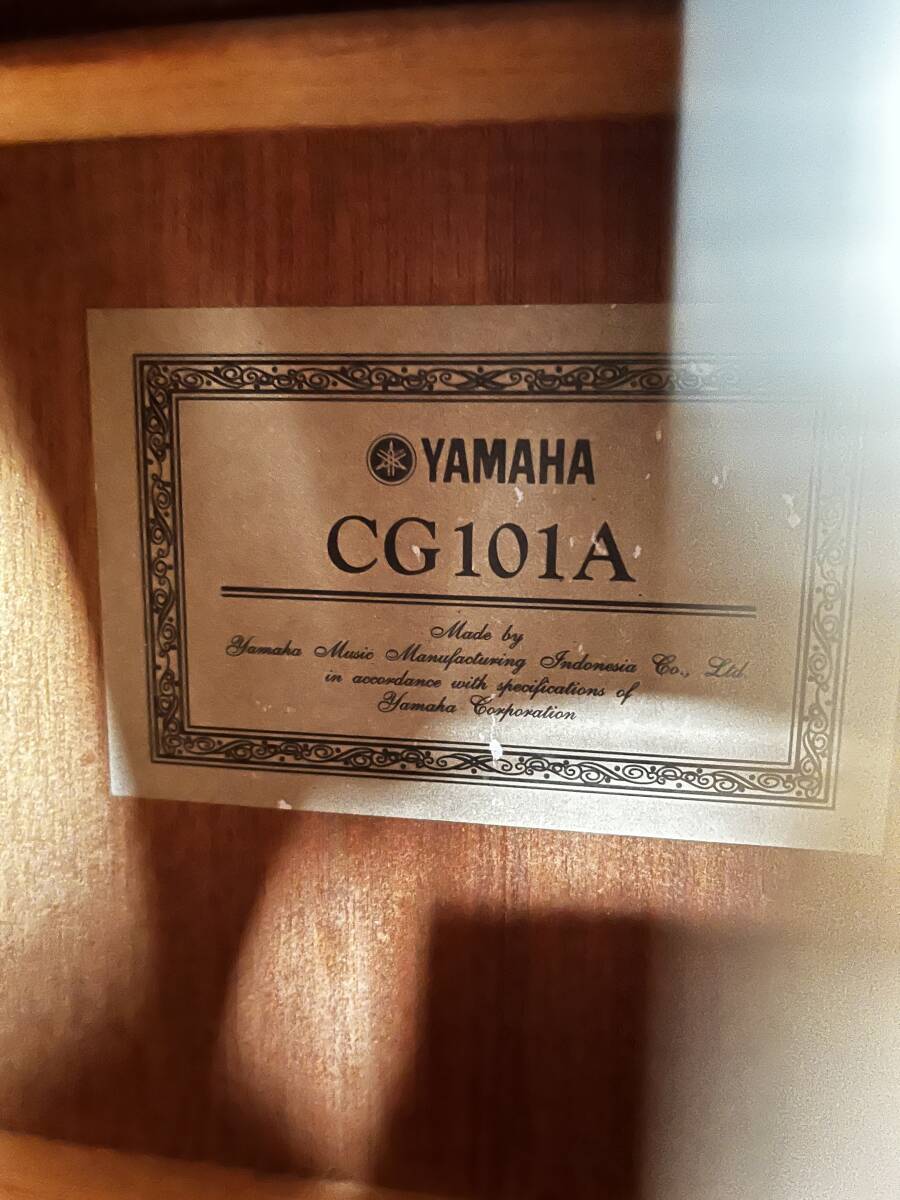 YAMAHA
CG101A
Made by
Yamaha Music Manufacturing Indonesia Co., Ltd.
in accordance with specifications of
Yamaha Corporation